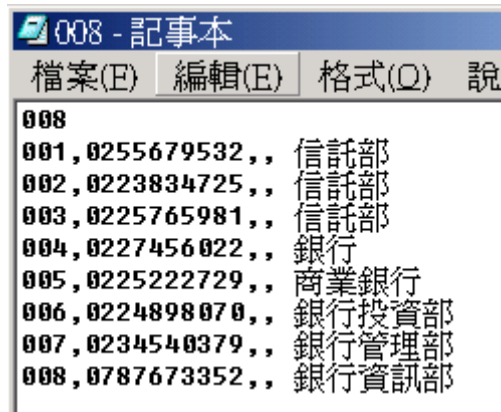 008 - 記事本
檔案(F) 編輯(E) 格式(O) 說
008
001,0255679532,, 信託部
002,0223834725,, 信託部
003,0225765981,, 信託部
004,0227456022,, 銀行
005,0225222729,, 商業銀行
006,0224898070,, 銀行投資部
007,0234540379,, 銀行管理部
008,0787673352,, 銀行資訊部